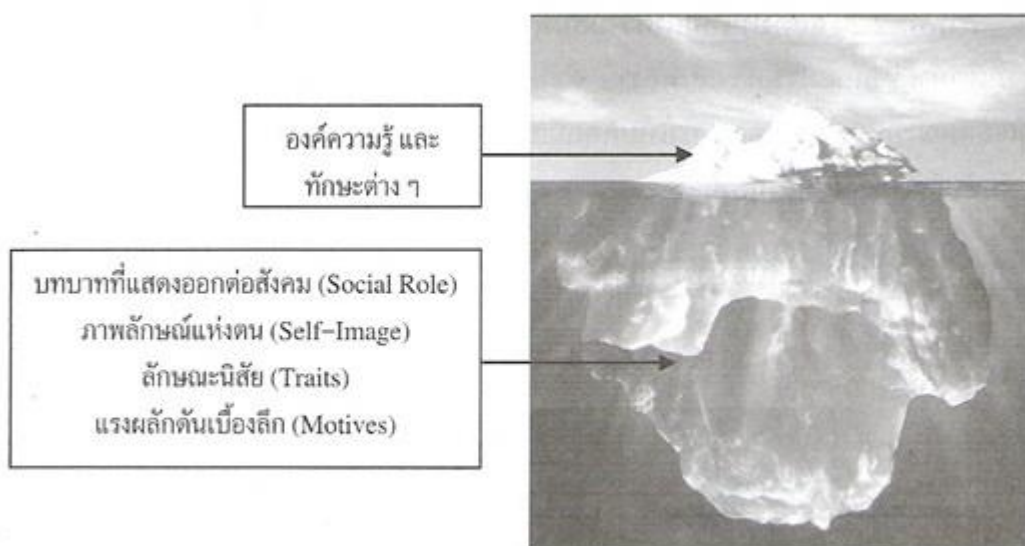 องค์ความรู้ และ
ทักษะต่าง ๆ
บทบาทที่แสดงออกต่อสังคม (Social Role)
ภาพลักษณ์แห่งตน (Self-Image)
ลักษณะนิสัย (Traits)
แรงผลักดันเบื้องลึก (Motives)